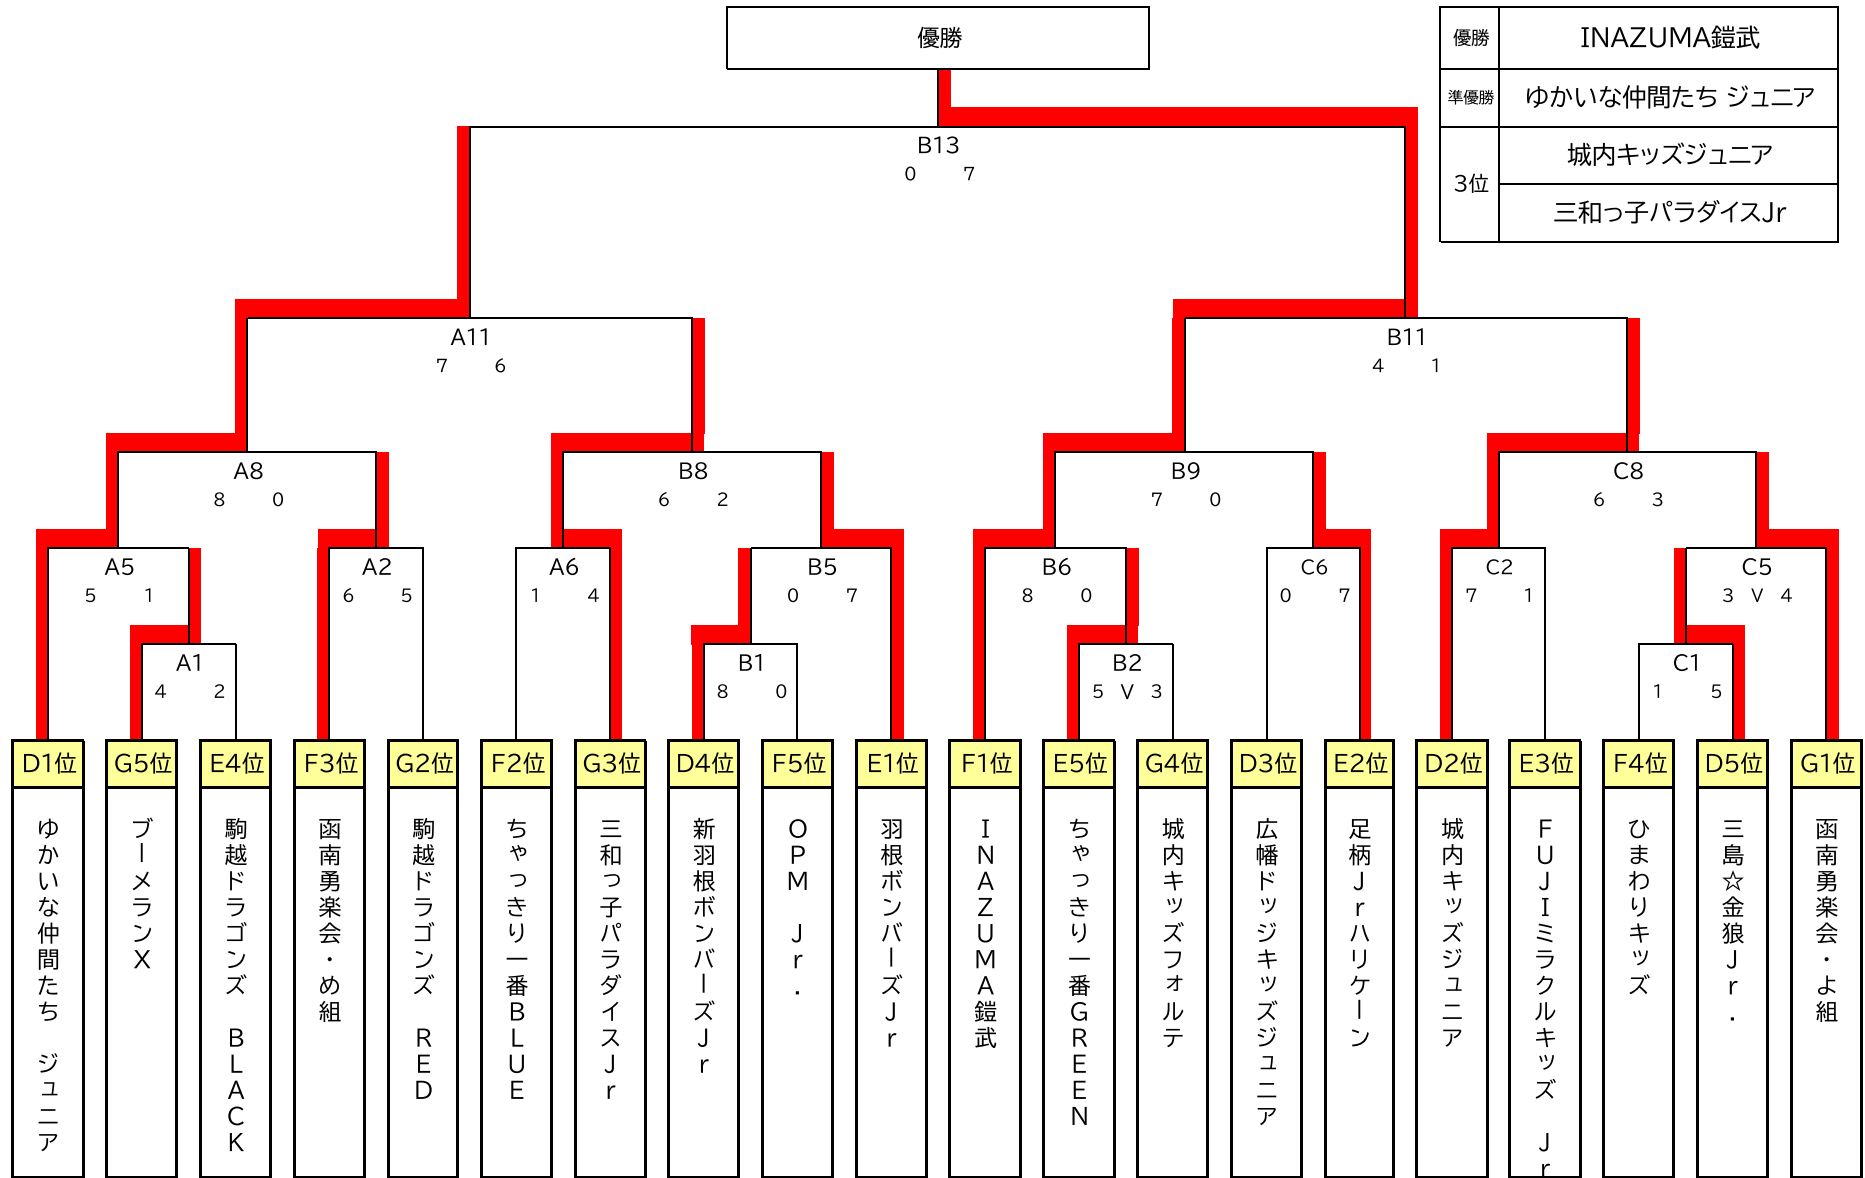 優勝
優勝 INAZUMA鎧武
準優勝 ゆかいな仲間たち ジュニア
3位 城内キッズジュニア
三和っ子パラダイスJr
B13
0 7
A11 B11
7 6 4 1
A8 B8 B9 C8
8 0 6 2 7 0 6 3
A5 A2 A6 B5 B6 C6 C2 C5
5 1 6 5 1 4 0 7 8 0 0 7 7 1 3 V 4
A1 B1 B2 C1
4 2 8 0 5 V 3 1 5
D1位 G5位 E4位 F3位 G2位 F2位 G3位 D4位 F5位 E1位 F1位 E5位 G4位 D3位 E2位 D2位 E3位 F4位 D5位 G1位
ゆかいな仲間たち ジュニア
ブーメランX
駒越ドラゴンズ BLACK
函南勇楽会・め組
駒越ドラゴンズ RED
ちゃっきり一番BLUE
三和っ子パラダイスJr
新羽根ボンバーズJr
OPM Jr.
羽根ボンバーズJr
INAZUMA鎧武
ちゃっきり一番GREEN
城内キッズフォルテ
広幡ドッジキッズジュニア
足柄Jrハリケーン
城内キッズジュニア
FUJIミラクルキッズ Jr
ひまわりキッズ
三島☆金狼Jr.
函南勇楽会・よ組